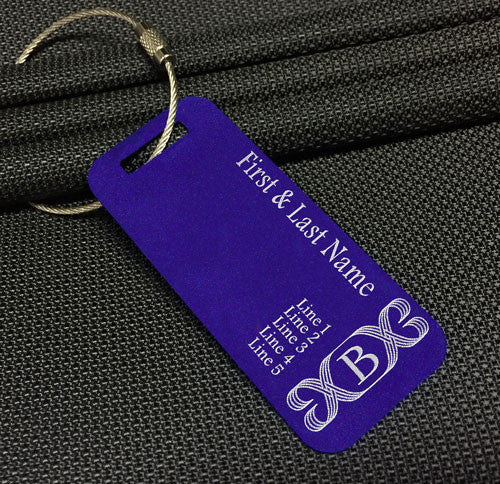 First & Last Name
Line 1
Line 2
Line 3
Line 4
Line 5
B